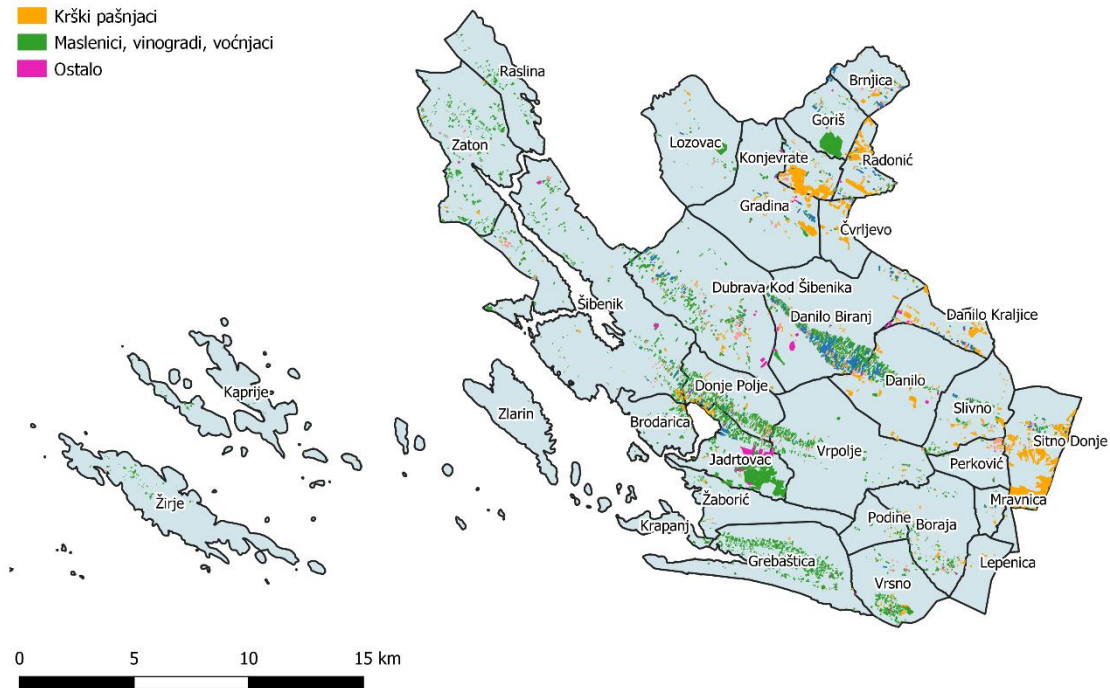 Krški pašnjaci
Maslenici, vinogradi, voćnjaci
Ostalo
Raslina
Brnjica
Goriš
Zaton
Lozovac
Konjevrate
Radonić
Gradina
Čvrljevo
Dubrava Kod Šibenika
Šibenik
Danilo Biranj
Danilo Kraljice
Kaprije
Donje Polje
Danilo
Zlarin
Slivno
Brodarica
Sitno Donje
Jadrtovac
Vrpolje
Perković
Žirje
Žaborić
Mravnica
Krapanj
Podine
Boraja
Grebaštica
Lepenica
Vrsno
0 5 10 15 km